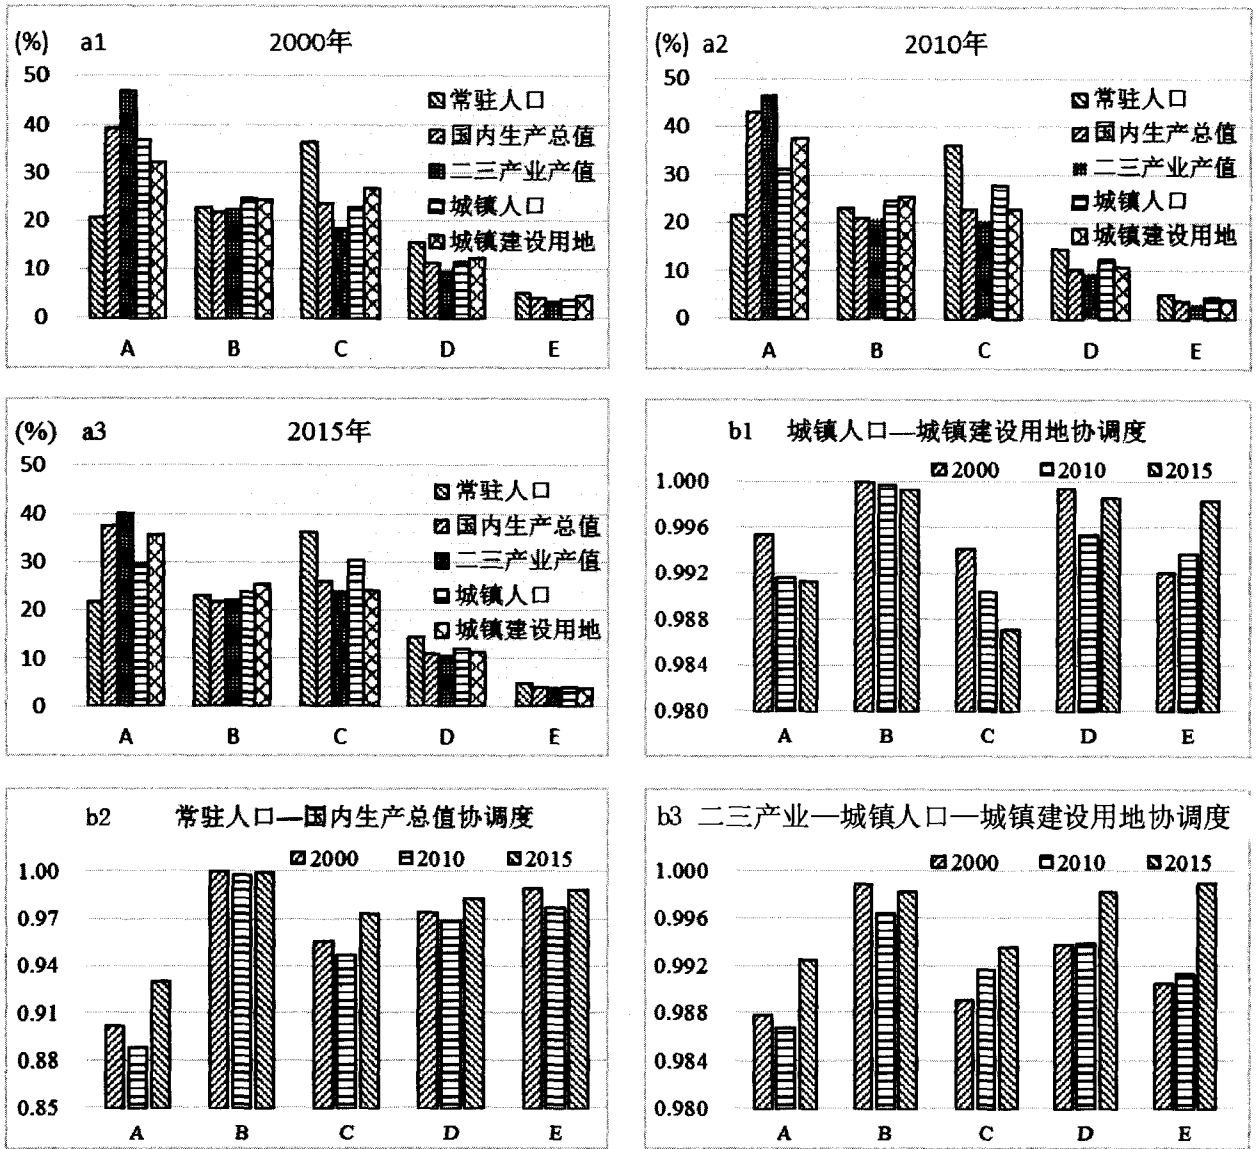 (%) a1 2000年
50
40
30
20
10
0
常驻人口
国内生产总值
二三产业产值
城镇人口
城镇建设用地
A B C D E
(%) a2 2010年
50
40
30
20
10
0
常驻人口
国内生产总值
二三产业产值
城镇人口
城镇建设用地
A B C D E
(%) a3 2015年
50
40
30
20
10
0
常驻人口
国内生产总值
二三产业产值
城镇人口
城镇建设用地
A B C D E
b1 城镇人口—城镇建设用地协调度
2000 2010 2015
1.000
0.996
0.992
0.988
0.984
0.980
A B C D E
b2 常驻人口—国内生产总值协调度
2000 2010 2015
1.00
0.97
0.94
0.91
0.88
0.85
A B C D E
b3 二三产业—城镇人口—城镇建设用地协调度
2000 2010 2015
1.000
0.996
0.992
0.988
0.984
0.980
A B C D E